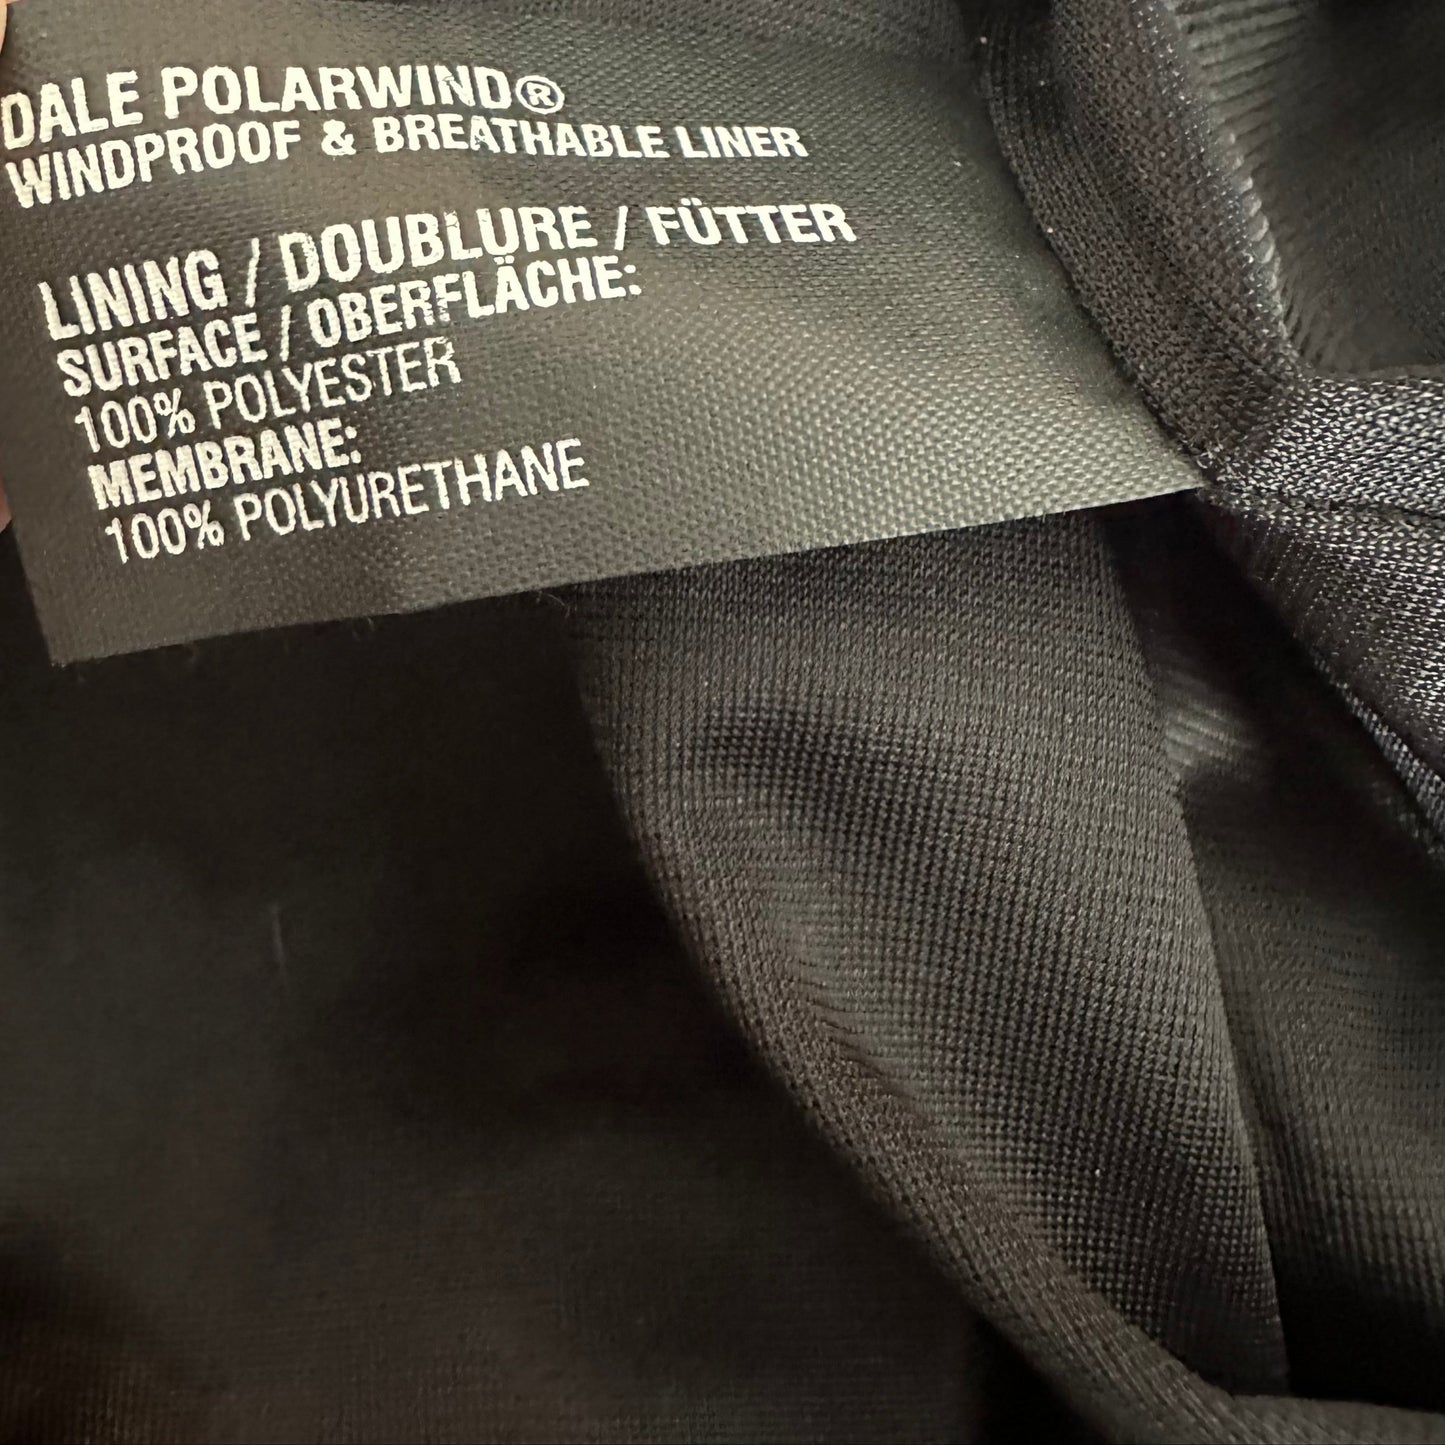 DALE POLARWIND®
WINDPROOF & BREATHABLE LINER
LINING / DOUBLURE / FÜTTER
SURFACE / OBERFLÄCHE:
100% POLYESTER
MEMBRANE:
100% POLYURETHANE